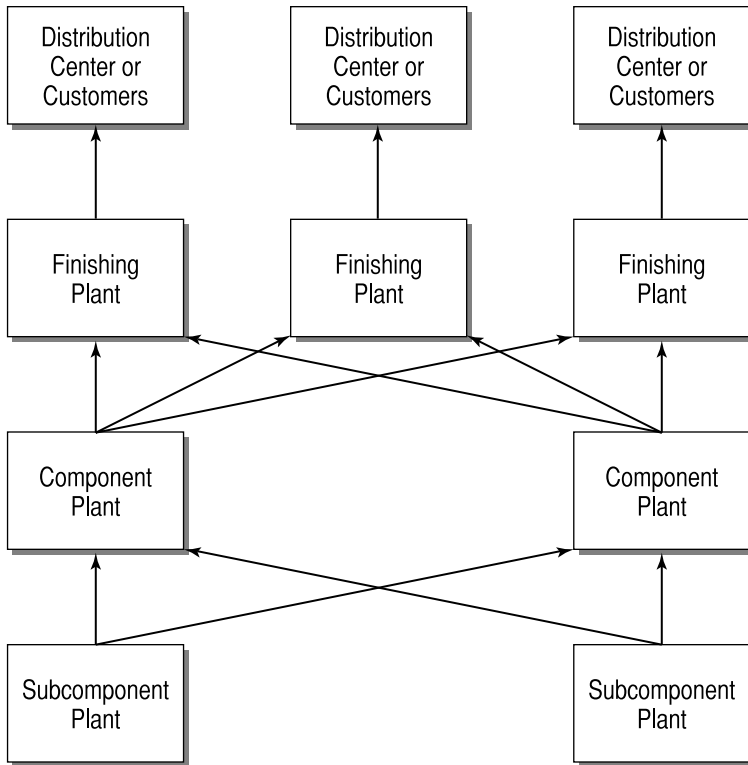 Distribution
Center or
Customers
Distribution
Center or
Customers
Distribution
Center or
Customers
Finishing
Plant
Finishing
Plant
Finishing
Plant
Component
Plant
Component
Plant
Subcomponent
Plant
Subcomponent
Plant